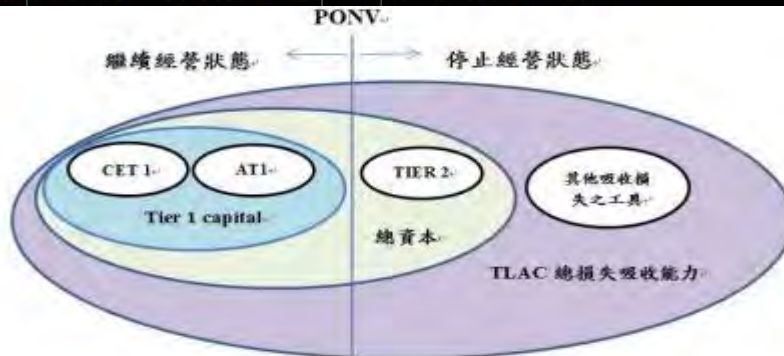 PONV
繼續經營狀態
停止經營狀態
CET 1
AT1
TIER 2
其他吸收損
失之工具
Tier 1 capital
總資本
TLAC 總損失吸收能力